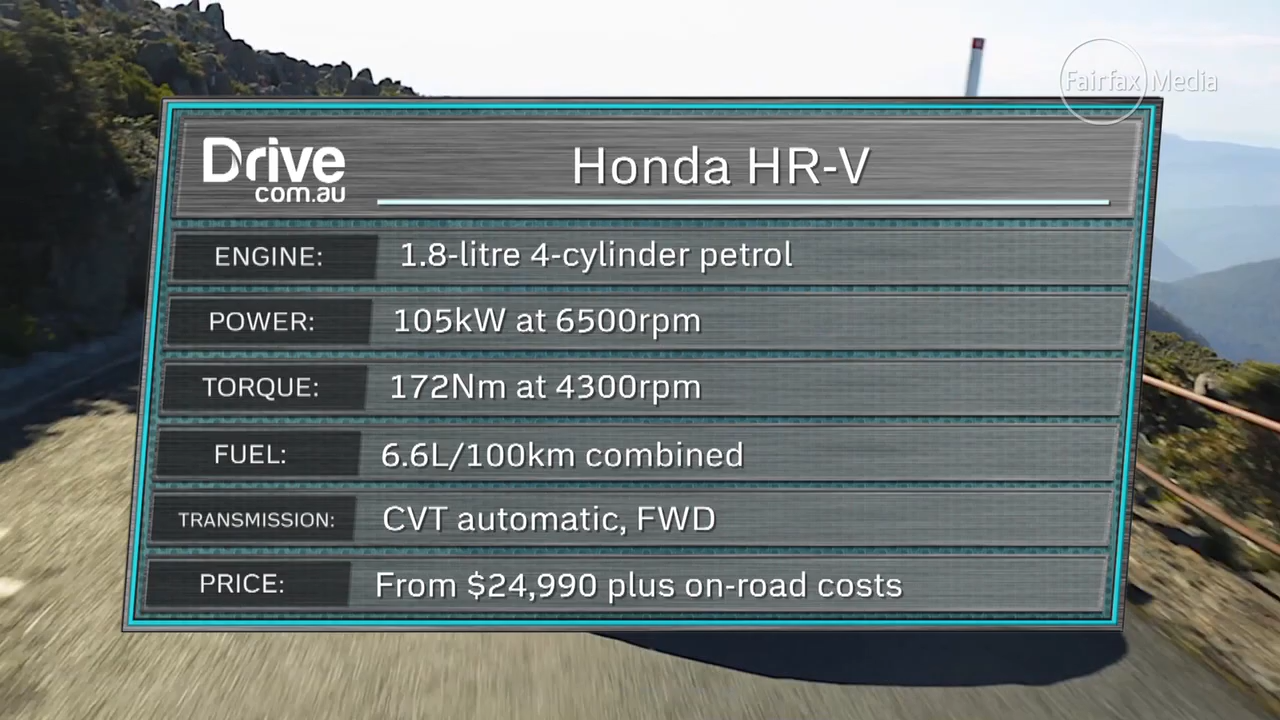 Fairfax Media
Drive
com.au
Honda HR-V
ENGINE: 1.8-litre 4-cylinder petrol
POWER: 105kW at 6500rpm
TORQUE: 172Nm at 4300rpm
FUEL: 6.6L/100km combined
TRANSMISSION: CVT automatic, FWD
PRICE: From $24,990 plus on-road costs